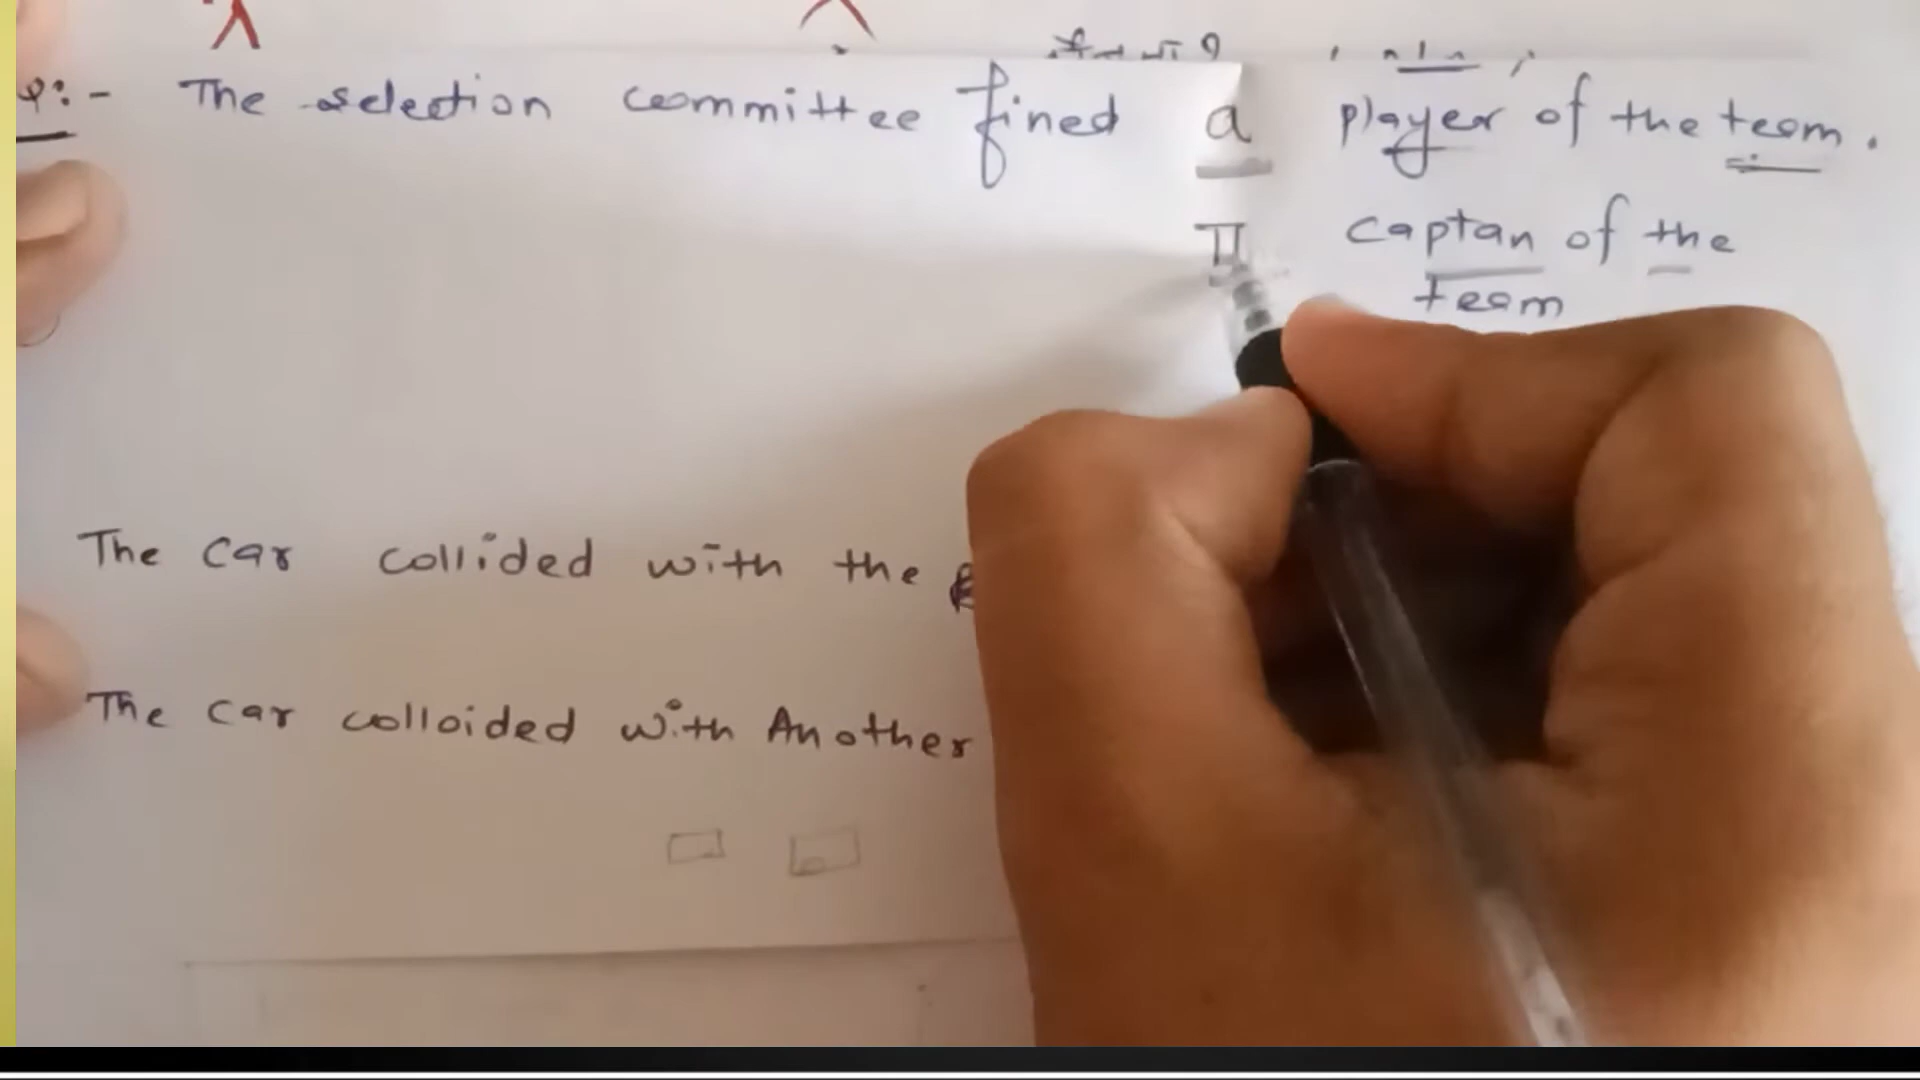 The selection committee fined a player of the team.
captan of the
team
The car collided with the
The car colloided with Another